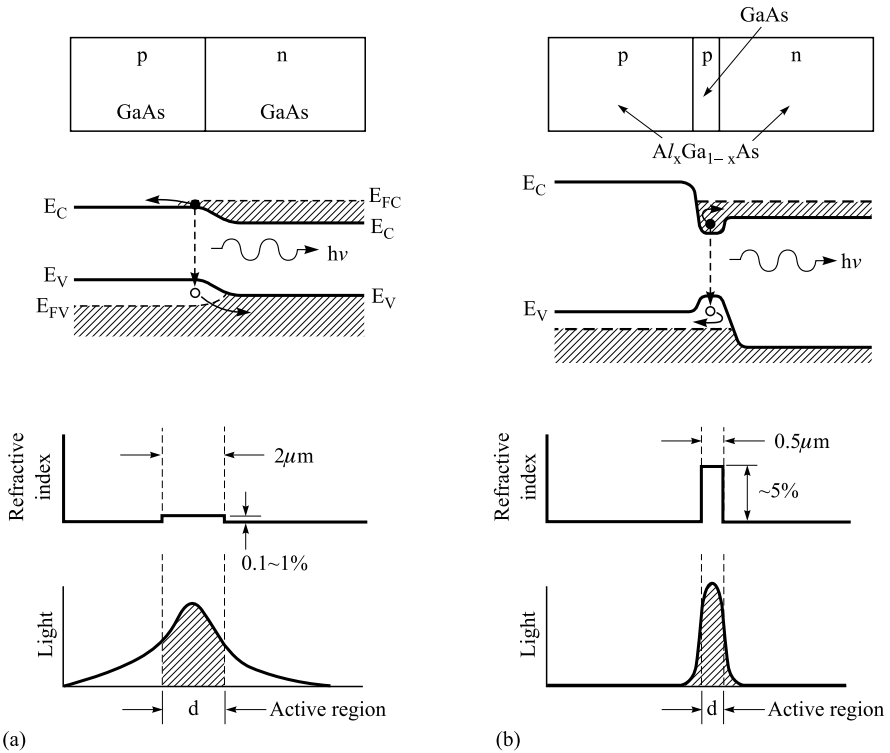 p
n
GaAs
GaAs
E_C
E_FC
E_C
hν
E_V
E_FV
E_V
Refractive
index
2μm
0.1~1%
Light
d
Active region
(a)
GaAs
p
p
n
Al_xGa_1–xAs
E_C
hν
E_V
Refractive
index
0.5μm
~5%
Light
d
Active region
(b)